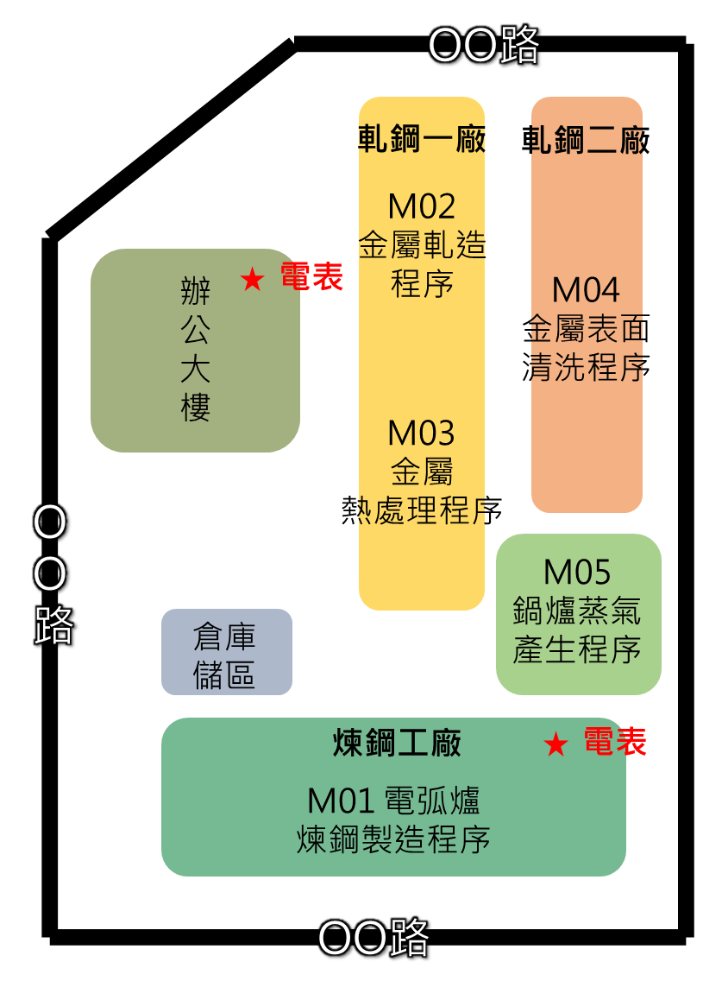 OO路
軋鋼一廠
M02
金屬軋造
程序
M03
金屬
熱處理程序
軋鋼二廠
M04
金屬表面
清洗程序
★ 電表
辦
公
大
樓
O
O
路
M05
鍋爐蒸氣
產生程序
倉庫
儲區
煉鋼工廠
★ 電表
M01 電弧爐
煉鋼製造程序
OO路